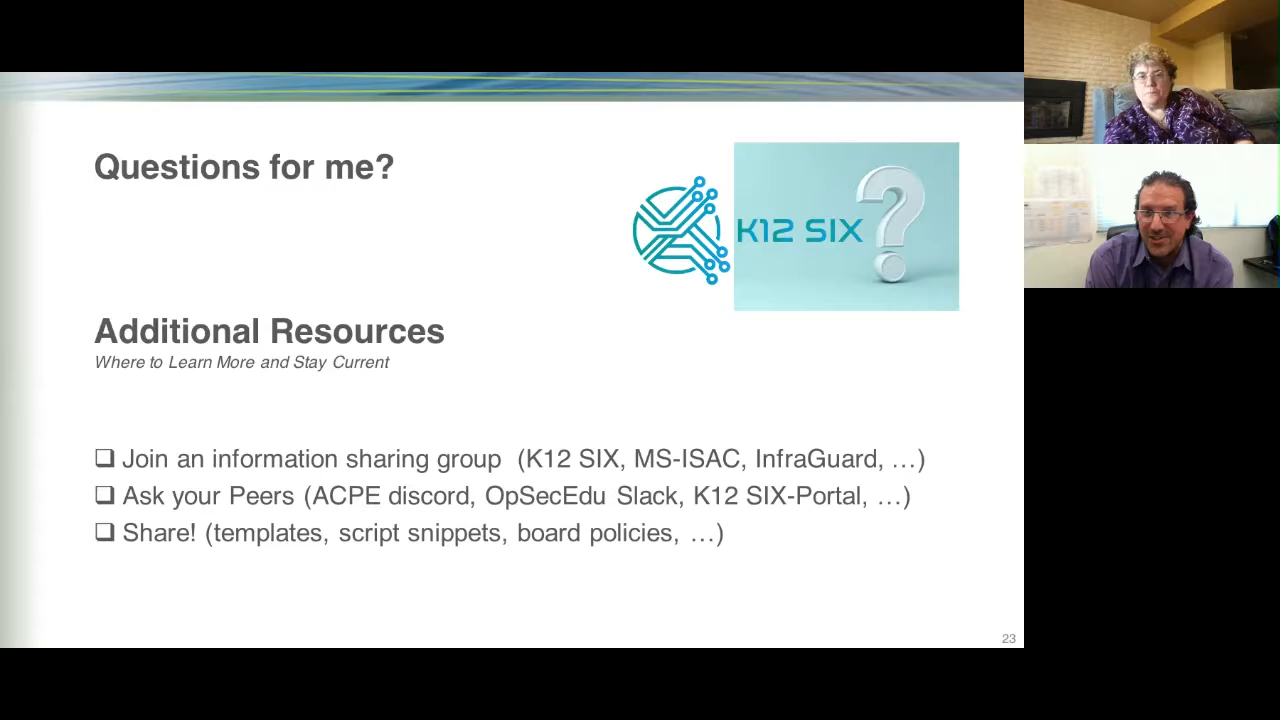 Questions for me?
K12 SIX
Additional Resources
Where to Learn More and Stay Current
❑ Join an information sharing group (K12 SIX, MS-ISAC, InfraGuard, …)
❑ Ask your Peers (ACPE discord, OpSecEdu Slack, K12 SIX-Portal, …)
❑ Share! (templates, script snippets, board policies, …)
23